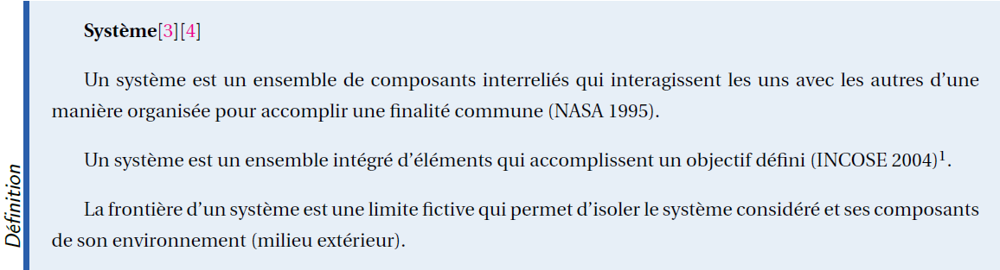 Système[3][4]
Un système est un ensemble de composants interreliés qui interagissent les uns avec les autres d'une
manière organisée pour accomplir une finalité commune (NASA 1995).
Un système est un ensemble intégré d'éléments qui accomplissent un objectif défini (INCOSE 2004)¹.
La frontière d'un système est une limite fictive qui permet d'isoler le système considéré et ses composants
de son environnement (milieu extérieur).
Définition